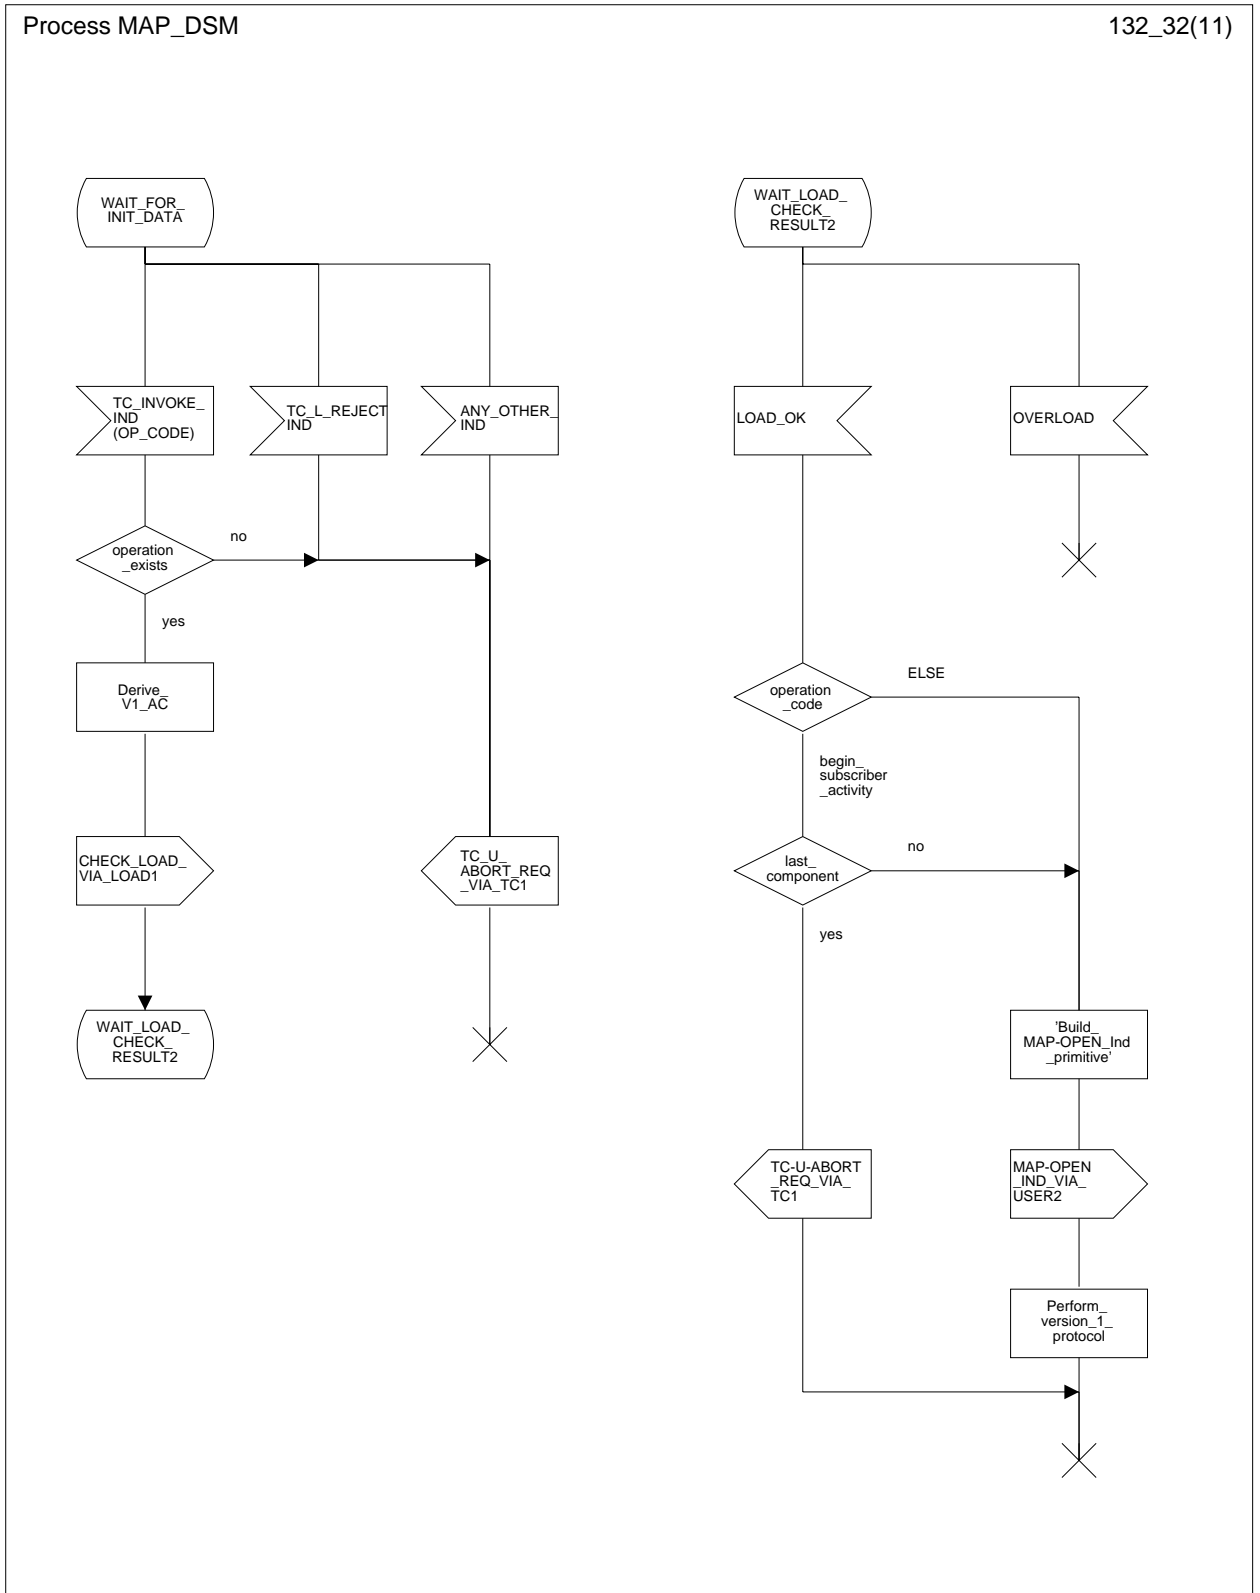 Process MAP_DSM
132_32(11)
WAIT_FOR_
INIT_DATA
TC_INVOKE_
IND
(OP_CODE)
TC_L_REJECT
IND
ANY_OTHER_
IND
operation
_exists
no
yes
Derive_
V1_AC
CHECK_LOAD_
VIA_LOAD1
TC_U_
ABORT_REQ
_VIA_TC1
WAIT_LOAD_
CHECK_
RESULT2
WAIT_LOAD_
CHECK_
RESULT2
LOAD_OK
OVERLOAD
operation
_code
ELSE
begin_
subscriber
_activity
last_
component
no
yes
'Build_
MAP-OPEN_Ind
_primitive'
TC-U-ABORT
_REQ_VIA_
TC1
MAP-OPEN
_IND_VIA_
USER2
Perform_
version_1_
protocol